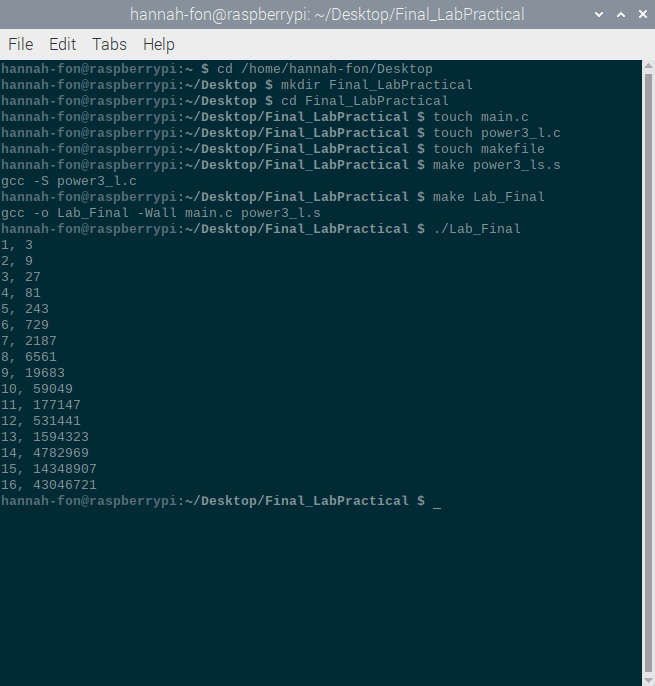 hannah-fon@raspberrypi: ~/Desktop/Final_LabPractical
File Edit Tabs Help
hannah-fon@raspberrypi:~ $ cd /home/hannah-fon/Desktop
hannah-fon@raspberrypi:~/Desktop $ mkdir Final_LabPractical
hannah-fon@raspberrypi:~/Desktop $ cd Final_LabPractical
hannah-fon@raspberrypi:~/Desktop/Final_LabPractical $ touch main.c
hannah-fon@raspberrypi:~/Desktop/Final_LabPractical $ touch power3_l.c
hannah-fon@raspberrypi:~/Desktop/Final_LabPractical $ touch makefile
hannah-fon@raspberrypi:~/Desktop/Final_LabPractical $ make power3_ls.s
gcc -S power3_l.c
hannah-fon@raspberrypi:~/Desktop/Final_LabPractical $ make Lab_Final
gcc -o Lab_Final -Wall main.c power3_l.s
hannah-fon@raspberrypi:~/Desktop/Final_LabPractical $ ./Lab_Final
1, 3
2, 9
3, 27
4, 81
5, 243
6, 729
7, 2187
8, 6561
9, 19683
10, 59049
11, 177147
12, 531441
13, 1594323
14, 4782969
15, 14348907
16, 43046721
hannah-fon@raspberrypi:~/Desktop/Final_LabPractical $ _